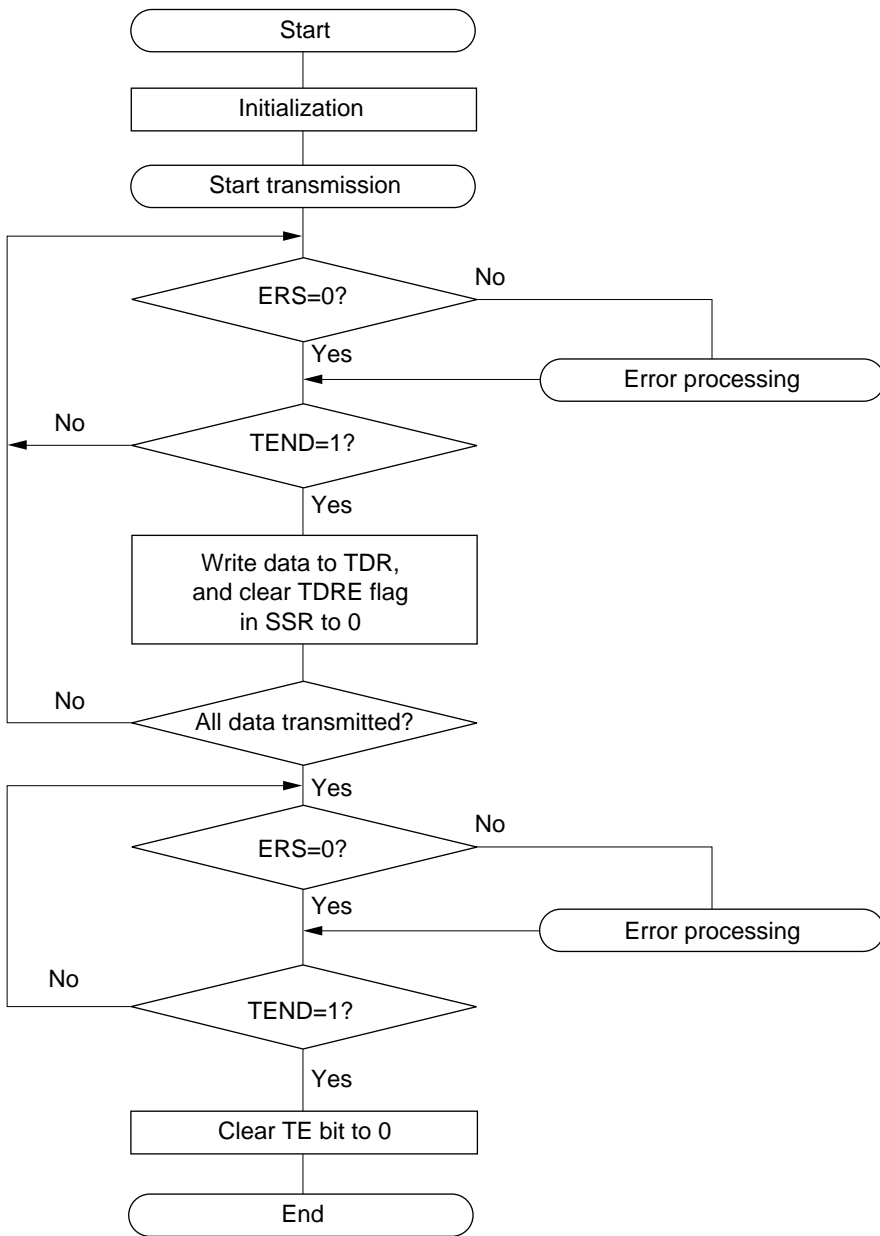 Start
Initialization
Start transmission
ERS=0?
No
Yes
Error processing
No
TEND=1?
Yes
Write data to TDR,
and clear TDRE flag
in SSR to 0
No
All data transmitted?
Yes
ERS=0?
No
Yes
Error processing
No
TEND=1?
Yes
Clear TE bit to 0
End